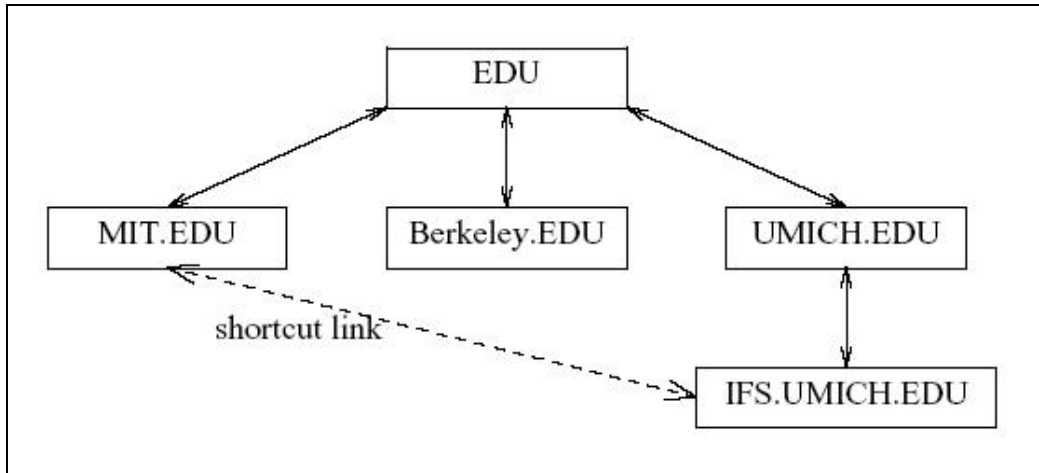 EDU
MIT.EDU
Berkeley.EDU
UMICH.EDU
shortcut link
IFS.UMICH.EDU